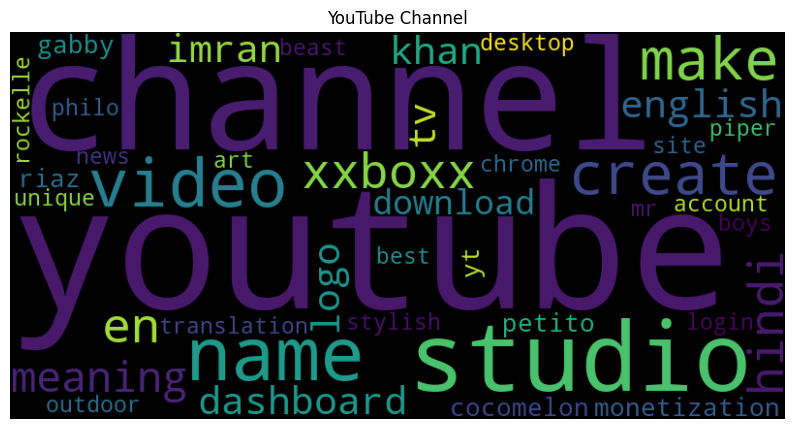 YouTube Channel
gabby
imran
beast
khan
desktop
make
channel
rockelle
philo
tv
english
piper
news
art
site
riaz
video
xxboxx
chrome
create
unique
download
mr
account
youtube
boys
best
yt
logo
hindi
en
translation
stylish
petito
login
name
studio
meaning
outdoor
dashboard
cocomelon
monetization